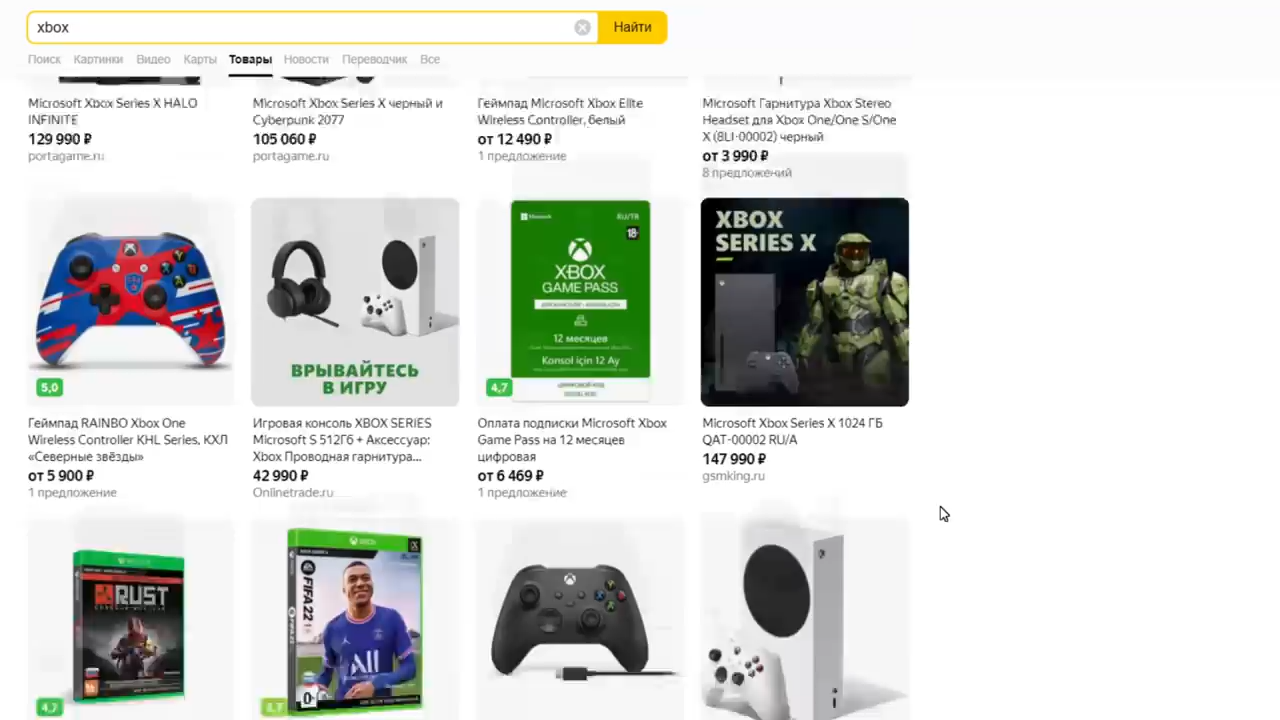 xbox
Найти
Поиск Картинки Видео Карты Товары Новости Переводчик Все
Microsoft Xbox Series X HALO
INFINITE
129 990 ₽
portagame.ru
Microsoft Xbox Series X черный и
Cyberpunk 2077
105 060 ₽
portagame.ru
Геймпад Microsoft Xbox Elite
Wireless Controller, белый
от 12 490 ₽
1 предложение
Microsoft Гарнитура Xbox Stereo
Headset для Xbox One/One S/One
X (8LI-00002) черный
от 3 990 ₽
8 предложений
5,0
Геймпад RAINBO Xbox One
Wireless Controller KHL Series, КХЛ
«Северные звёзды»
от 5 900 ₽
1 предложение
ВРЫВАЙТЕСЬ
В ИГРУ
Игровая консоль XBOX SERIES
Microsoft S 512Гб + Аксессуар:
Xbox Проводная гарнитура...
42 990 ₽
Onlinetrade.ru
Microsoft
RU/TR
18+
XBOX
GAME PASS
12 месяцев
Konsol için 12 Ay
4,7
Оплата подписки Microsoft Xbox
Game Pass на 12 месяцев
цифровая
от 6 469 ₽
1 предложение
XBOX
SERIES X
Microsoft Xbox Series X 1024 ГБ
QAT-00002 RU/A
147 990 ₽
gsmking.ru
RUST
4,7
XBOX
FIFA 22